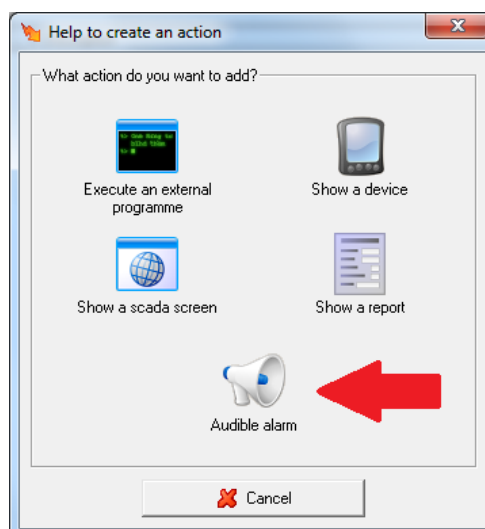 Help to create an action
What action do you want to add?
Execute an external
programme
Show a device
Show a scada screen
Show a report
Audible alarm
Cancel